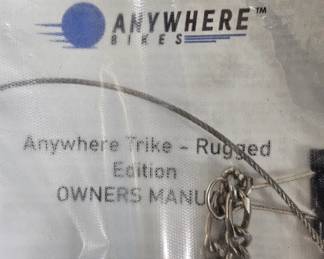 ANYWHERE™
BIKES
Anywhere Trike - Rugged
Edition
OWNERS MANU